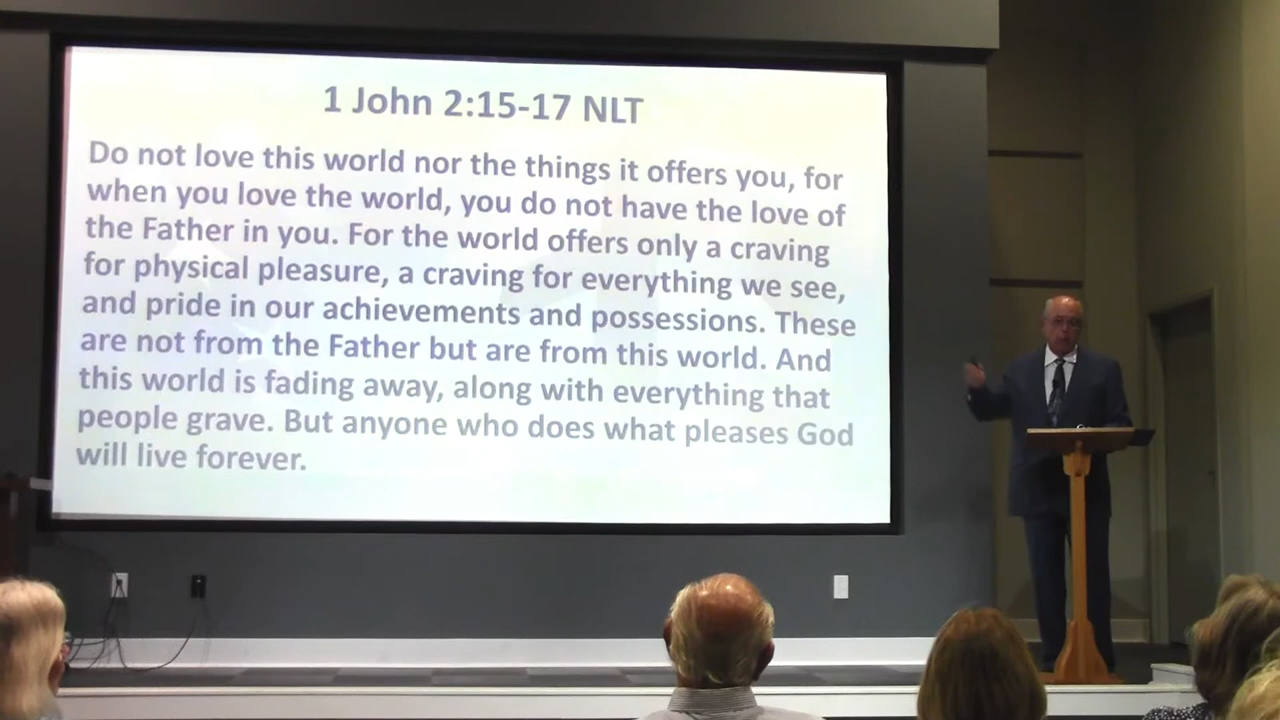 1 John 2:15-17 NLT
Do not love this world nor the things it offers you, for
when you love the world, you do not have the love of
the Father in you. For the world offers only a craving
for physical pleasure, a craving for everything we see,
and pride in our achievements and possessions. These
are not from the Father but are from this world. And
this world is fading away, along with everything that
people grave. But anyone who does what pleases God
will live forever.